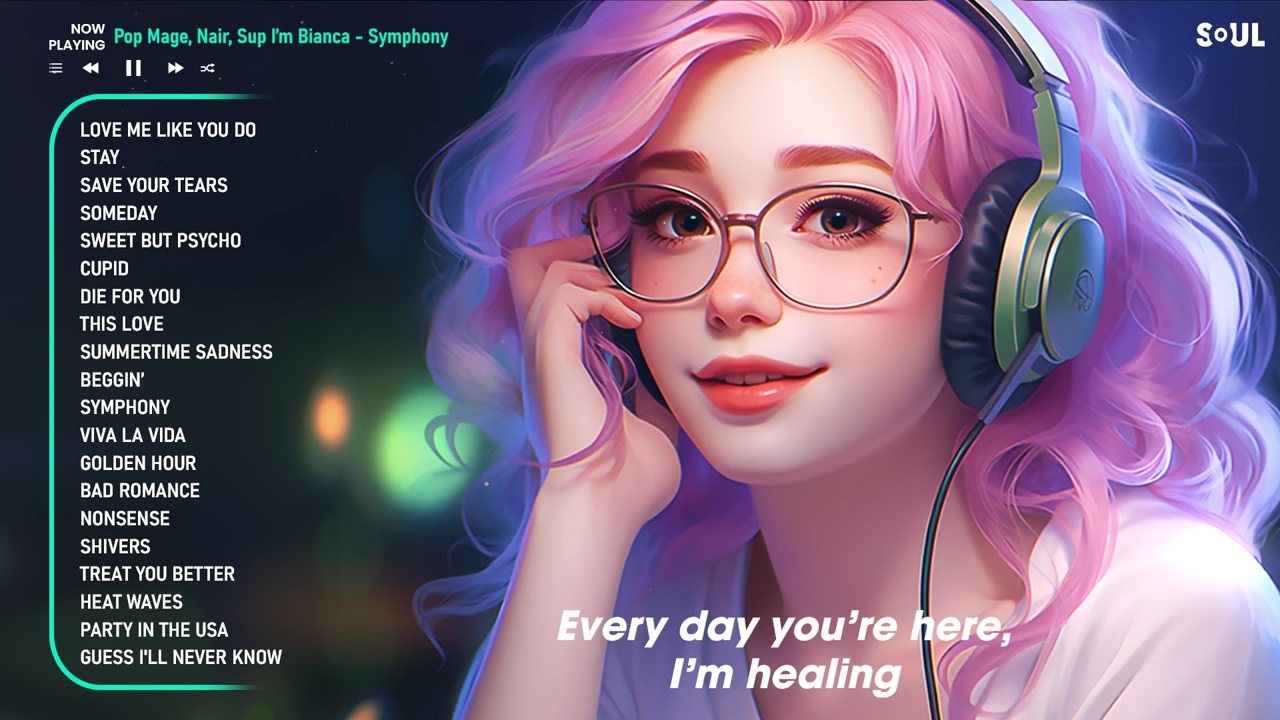 NOW
PLAYING
Pop Mage, Nair, Sup I'm Bianca - Symphony
SOUL
LOVE ME LIKE YOU DO
STAY
SAVE YOUR TEARS
SOMEDAY
SWEET BUT PSYCHO
CUPID
DIE FOR YOU
THIS LOVE
SUMMERTIME SADNESS
BEGGIN'
SYMPHONY
VIVA LA VIDA
GOLDEN HOUR
BAD ROMANCE
NONSENSE
SHIVERS
TREAT YOU BETTER
HEAT WAVES
PARTY IN THE USA
GUESS I'LL NEVER KNOW
Every day you're here,
I'm healing